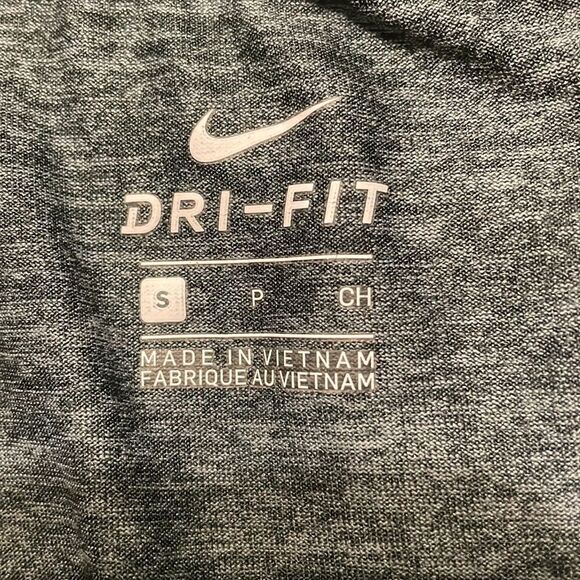 DRI-FIT
S P CH
MADE IN VIETNAM
FABRIQUE AU VIETNAM